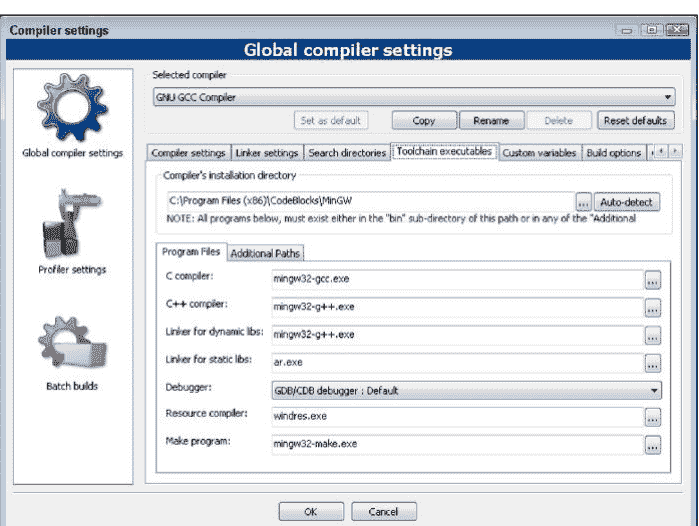 Compiler settings
Global compiler settings
Selected compiler
GNU GCC Compiler
Set as default Copy Rename Delete Reset defaults
Global compiler settings
Compiler settings Linker settings Search directories Toolchain executables Custom variables Build options
Compiler's installation directory
C:\Program Files (x86)\CodeBlocks\MinGW ... Auto-detect
NOTE: All programs below, must exist either in the "bin" sub-directory of this path or in any of the "Additional
Program Files Additional Paths
Profiler settings
C compiler: mingw32-gcc.exe ...
C++ compiler: mingw32-g++.exe ...
Linker for dynamic libs: mingw32-g++.exe ...
Linker for static libs: ar.exe ...
Batch builds
Debugger: GDB/CDB debugger : Default
Resource compiler: windres.exe ...
Make program: mingw32-make.exe ...
OK Cancel